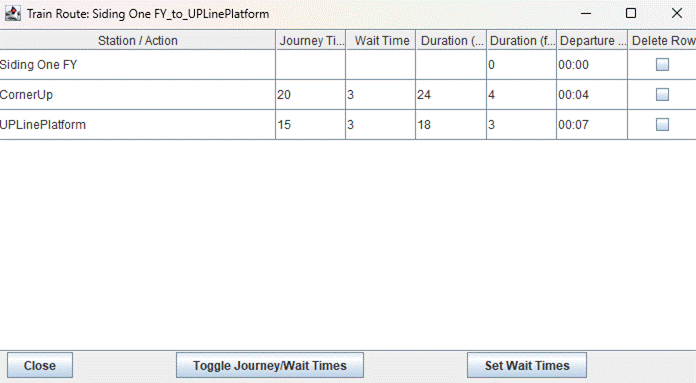 Train Route: Siding One FY_to_UPLinePlatform
Station / Action Journey Ti... Wait Time Duration (... Duration (f... Departure ... Delete Row
Siding One FY 0 00:00
CornerUp 20 3 24 4 00:04
UPLinePlatform 15 3 18 3 00:07
Close Toggle Journey/Wait Times Set Wait Times